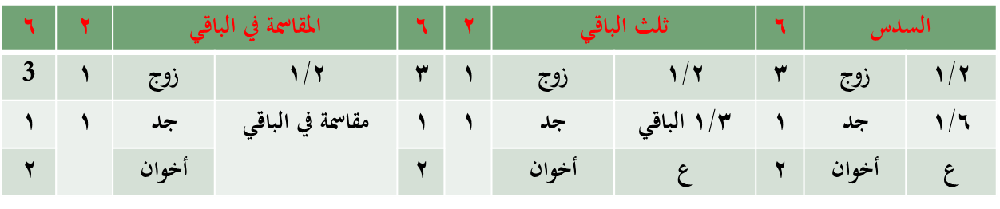 السدس ٦ ثلث الباقي ٢ ٦ المقاسمة في الباقي ٢ ٦
١/٢ زوج ٣ ١/٢ زوج ١ ٣ ١/٢ زوج ١ 3
١/٦ جد ١ ١/٣ الباقي جد ١ ١ مقاسمة في الباقي جد ١ ١
ع أخوان ٢ ع أخوان ٢ أخوان ٢